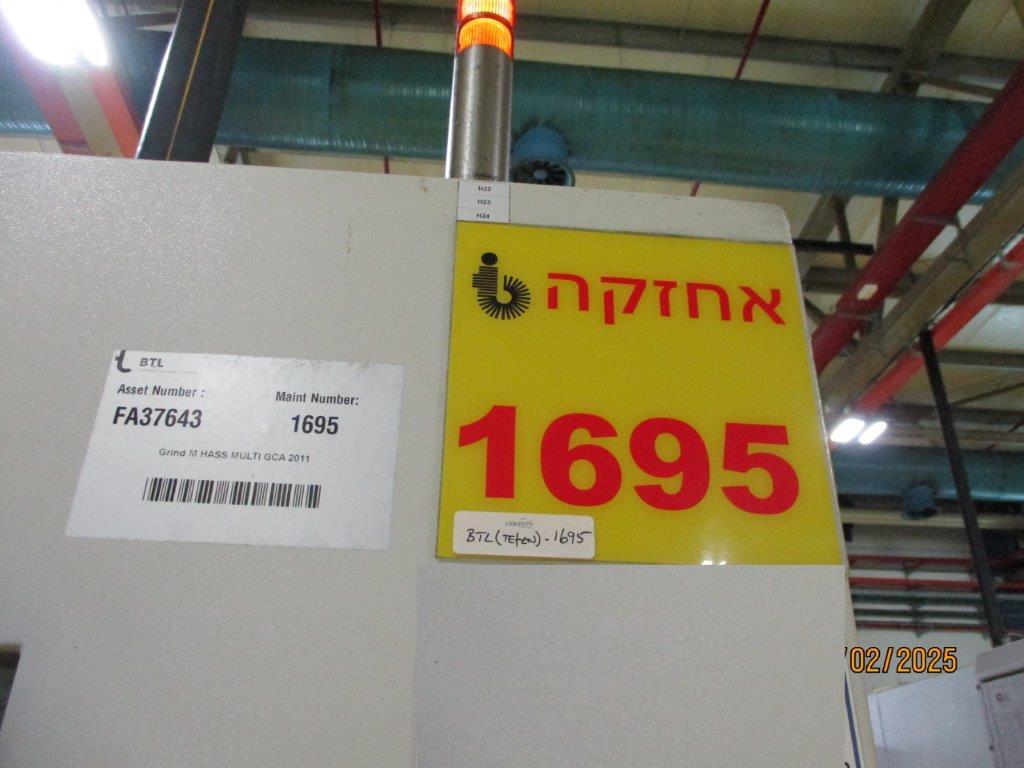 H22
H23
H24
אחזקה
1695
LIQUIDITY
BTL (TEFEN) - 1695
BTL
Asset Number :
FA37643
Maint Number:
1695
Grind M HASS MULTI GCA 2011
/02/2025